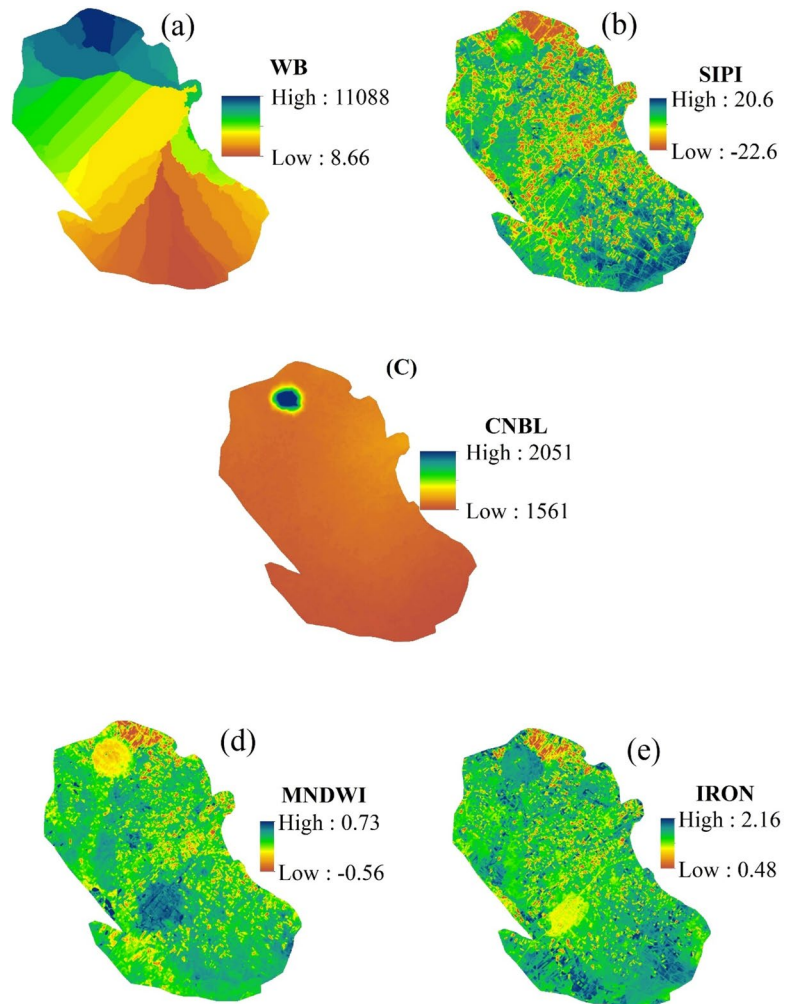 (a)
WB
High : 11088
Low : 8.66
(b)
SIPI
High : 20.6
Low : -22.6
(C)
CNBL
High : 2051
Low : 1561
(d)
MNDWI
High : 0.73
Low : -0.56
(e)
IRON
High : 2.16
Low : 0.48